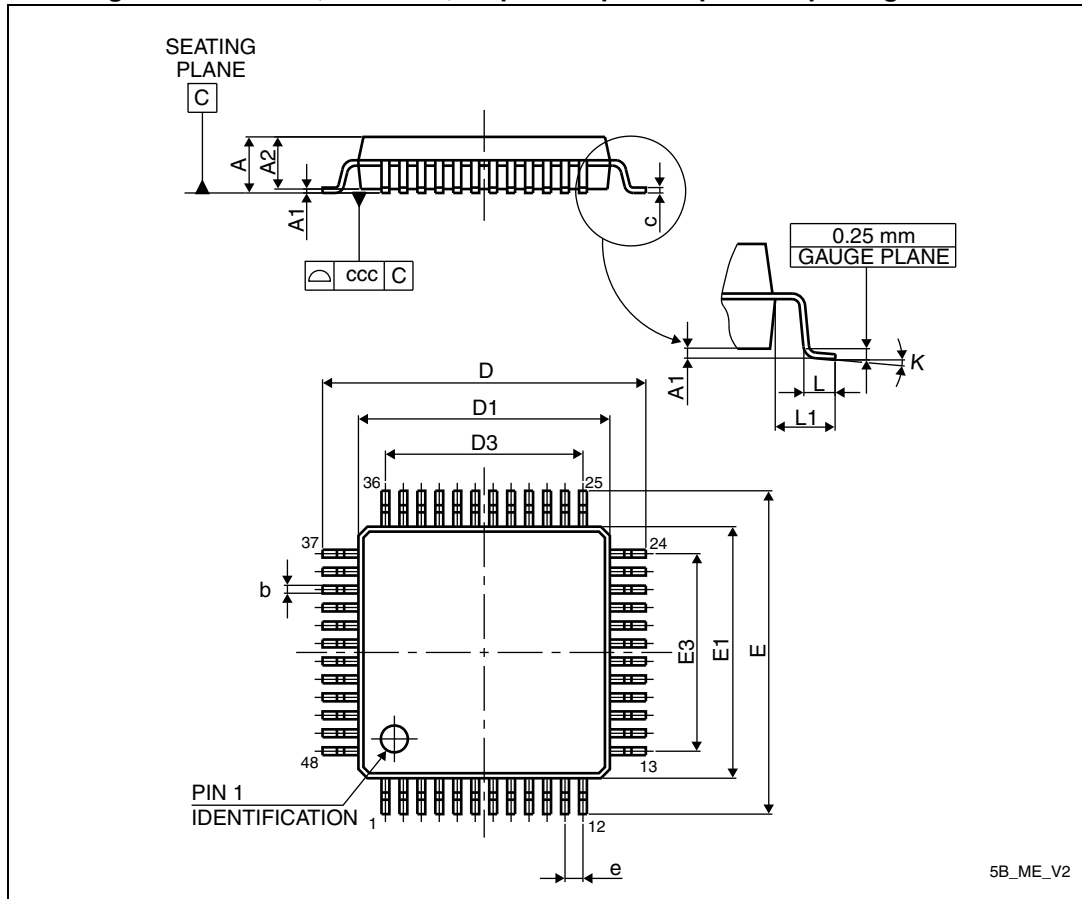 SEATING
PLANE
C
A
A2
A1
c
ccc C
0.25 mm
GAUGE PLANE
A1
L
L1
K
D
D1
D3
36
25
37
24
b
E3
E1
E
48
13
PIN 1
IDENTIFICATION
1
12
e
5B_ME_V2